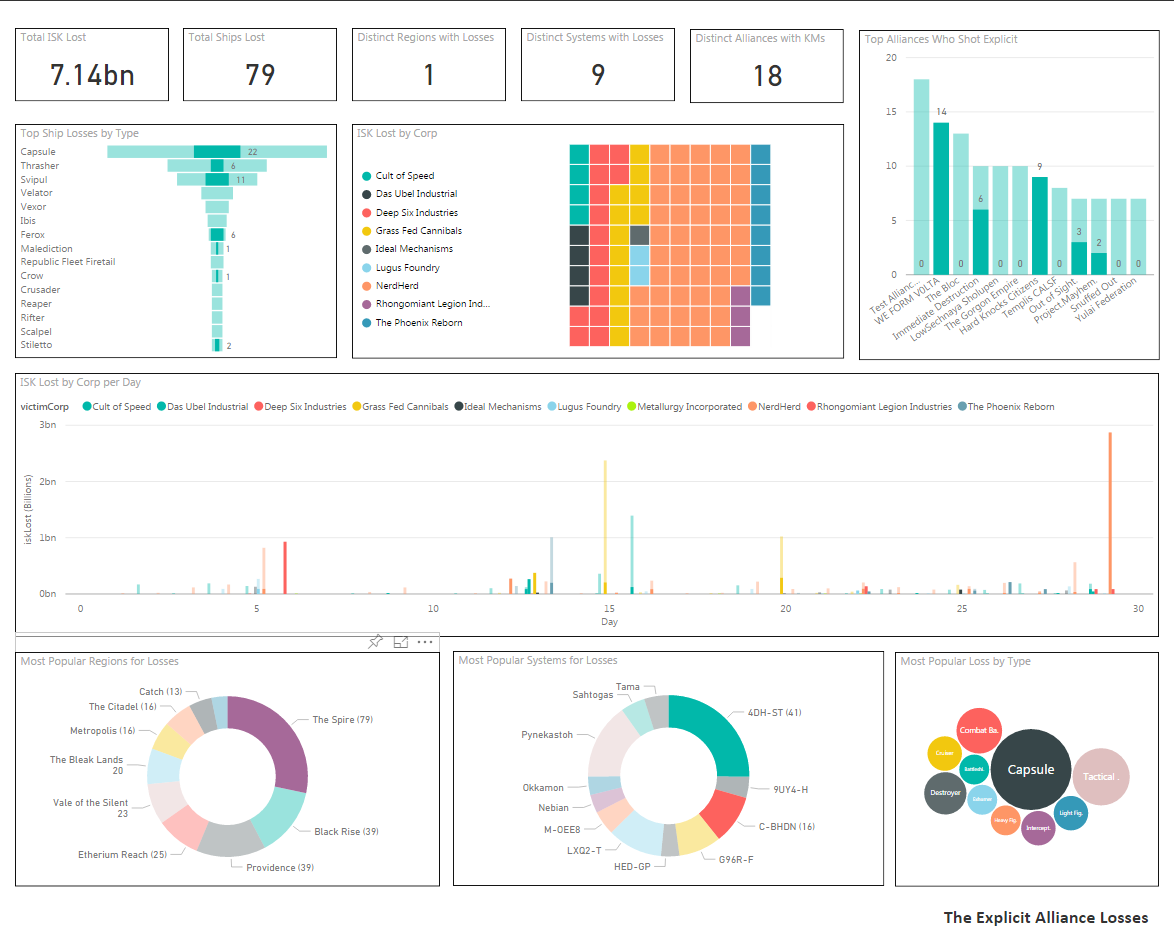 Total ISK Lost
7.14bn
Total Ships Lost
79
Distinct Regions with Losses
1
Distinct Systems with Losses
9
Distinct Alliances with KMs
18
Top Alliances Who Shot Explicit
20
15
10
5
0
0
14
0
6
0
0
9
0
3
2
0
0
Test Allianc...
WE FORM VOLTA
The Bloc
Immediate Destruction
LowSechnaya Sholupen
The Gorgon Empire
Hard Knocks Citizens
Templis CALSF
Out of Sight.
Project.Mayhem.
Snuffed Out
Yulai Federation
Top Ship Losses by Type
Capsule 22
Thrasher 6
Svipul 11
Velator
Vexor
Ibis
Ferox 6
Malediction 1
Republic Fleet Firetail
Crow 1
Crusader
Reaper
Rifter
Scalpel
Stiletto 2
ISK Lost by Corp
Cult of Speed
Das Ubel Industrial
Deep Six Industries
Grass Fed Cannibals
Ideal Mechanisms
Lugus Foundry
NerdHerd
Rhongomiant Legion Ind...
The Phoenix Reborn
ISK Lost by Corp per Day
victimCorp Cult of Speed Das Ubel Industrial Deep Six Industries Grass Fed Cannibals Ideal Mechanisms Lugus Foundry Metallurgy Incorporated NerdHerd Rhongomiant Legion Industries The Phoenix Reborn
3bn
2bn
1bn
0bn
iskLost (Billions)
0 5 10 15 20 25 30
Day
Most Popular Regions for Losses
Catch (13)
The Citadel (16)
Metropolis (16)
The Bleak Lands
20
Vale of the Silent
23
Etherium Reach (25)
Providence (39)
Black Rise (39)
The Spire (79)
Most Popular Systems for Losses
Tama
Sahtogas
Pynekastoh
Okkamon
Nebian
M-OEE8
LXQ2-T
HED-GP
G96R-F
C-BHDN (16)
9UY4-H
4DH-ST (41)
Most Popular Loss by Type
Combat Ba.
Cruiser
Capsule
Tactical .
Destroyer
Heavy Fig.
Intercept.
Light Fig.
The Explicit Alliance Losses